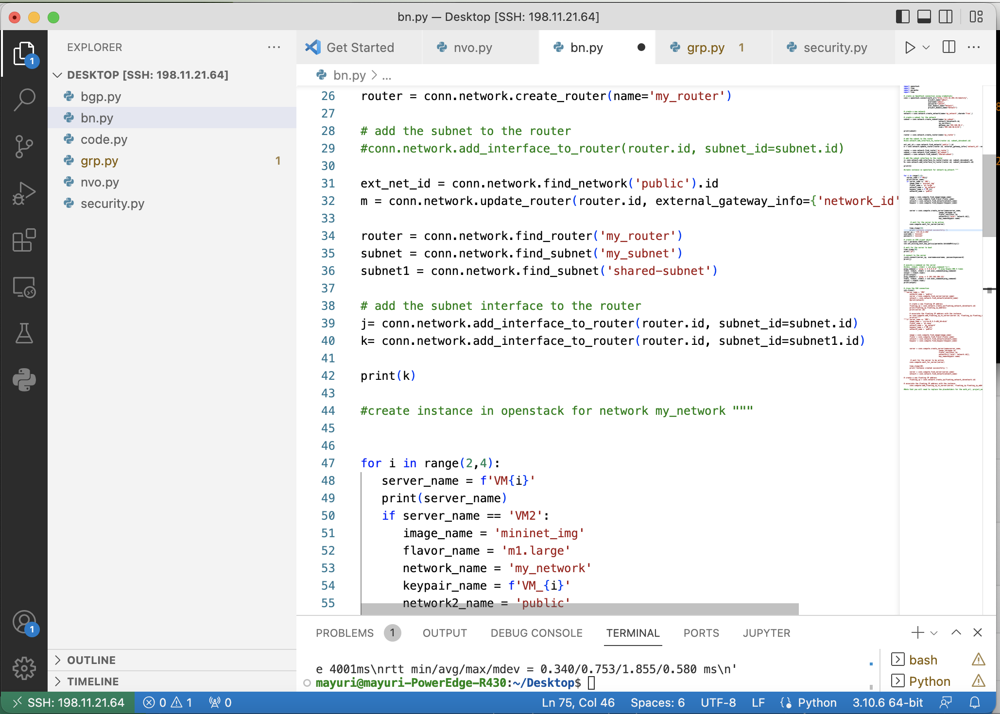 bn.py — Desktop [SSH: 198.11.21.64]
EXPLORER
Get Started
nvo.py
bn.py
grp.py 1
security.py
1
DESKTOP [SSH: 198.11.21.64]
bgp.py
bn.py
code.py
grp.py 1
nvo.py
security.py
bn.py > ...
26 router = conn.network.create_router(name='my_router')
27
28 # add the subnet to the router
29 #conn.network.add_interface_to_router(router.id, subnet_id=subnet.id)
30
31 ext_net_id = conn.network.find_network('public').id
32 m = conn.network.update_router(router.id, external_gateway_info={'network_id'
33
34 router = conn.network.find_router('my_router')
35 subnet = conn.network.find_subnet('my_subnet')
36 subnet1 = conn.network.find_subnet('shared-subnet')
37
38 # add the subnet interface to the router
39 j= conn.network.add_interface_to_router(router.id, subnet_id=subnet.id)
40 k= conn.network.add_interface_to_router(router.id, subnet_id=subnet1.id)
41
42 print(k)
43
44 #create instance in openstack for network my_network """
45
46
47 for i in range(2,4):
48 server_name = f'VM{i}'
49 print(server_name)
50 if server_name == 'VM2':
51 image_name = 'mininet_img'
52 flavor_name = 'm1.large'
53 network_name = 'my_network'
54 keypair_name = f'VM_{i}'
55 network2_name = 'public'
PROBLEMS 1 OUTPUT DEBUG CONSOLE TERMINAL PORTS JUPYTER
e 4001ms\nrtt min/avg/max/mdev = 0.340/0.753/1.855/0.580 ms\n'
mayuri@mayuri-PowerEdge-R430:~/Desktop$
bash
Python
1
OUTLINE
TIMELINE
SSH: 198.11.21.64 0 1 0 Ln 75, Col 46 Spaces: 6 UTF-8 LF Python 3.10.6 64-bit